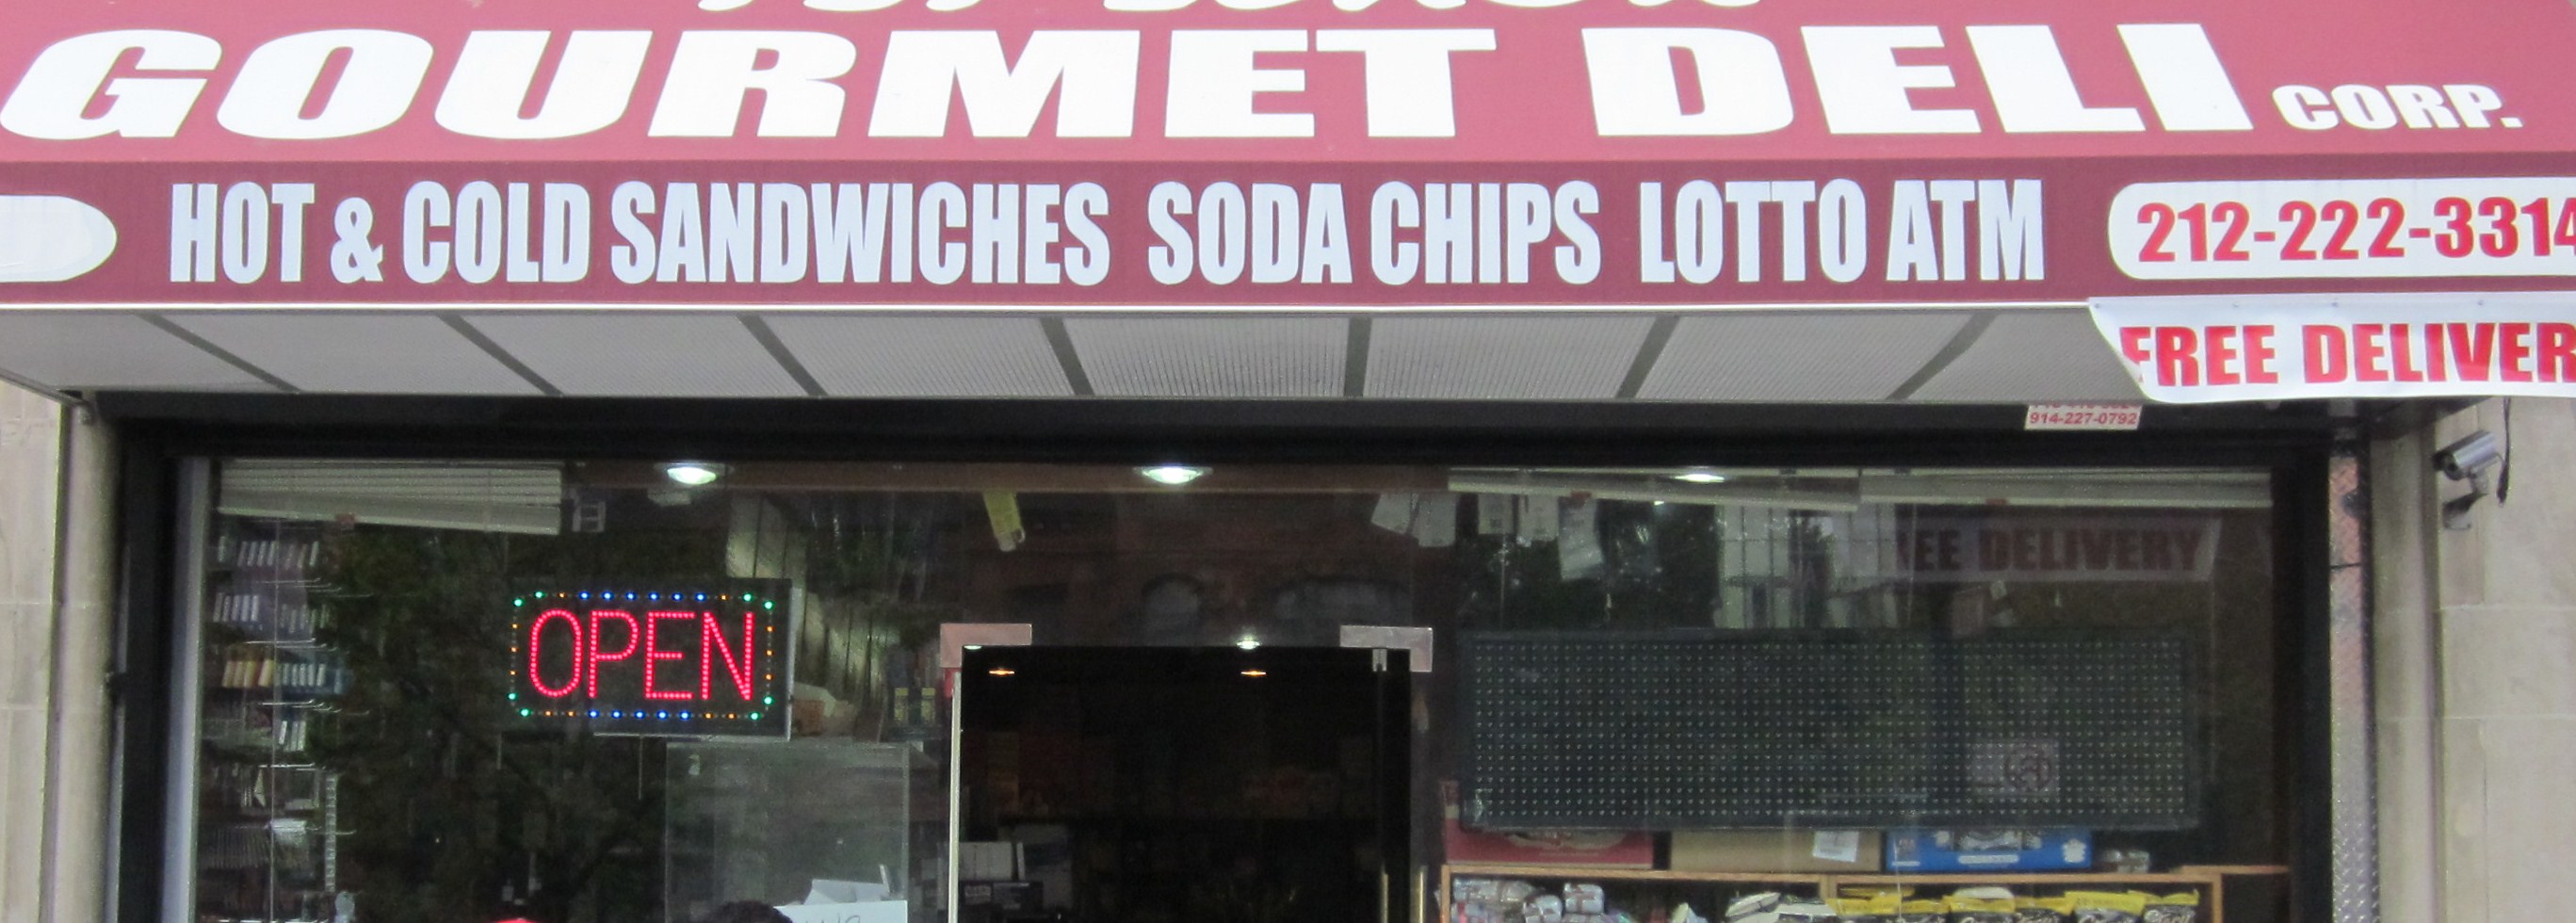 GOURMET DELI CORP.
HOT & COLD SANDWICHES SODA CHIPS LOTTO ATM 212-222-3314
FREE DELIVER
914-227-0792
EE DELIVERY
OPEN